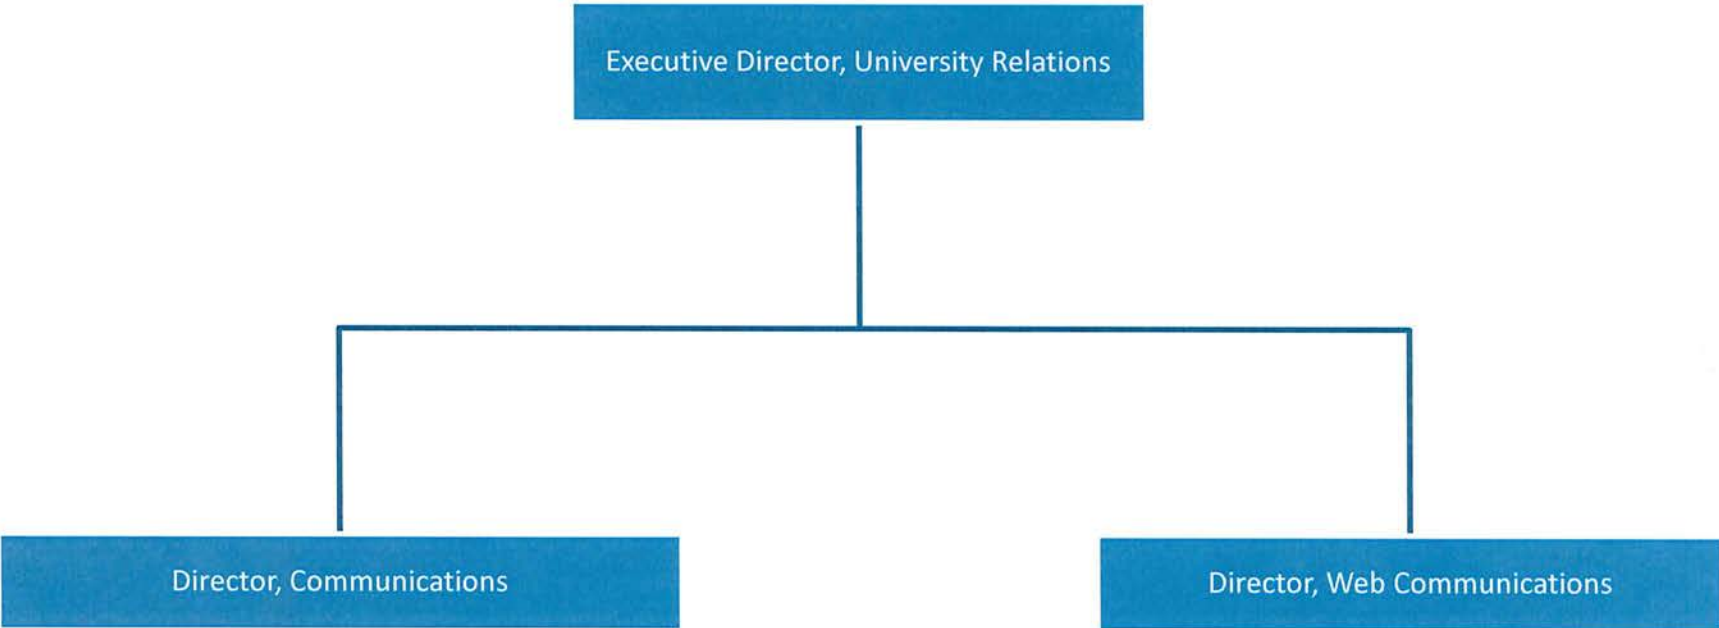 Executive Director, University Relations
Director, Communications
Director, Web Communications